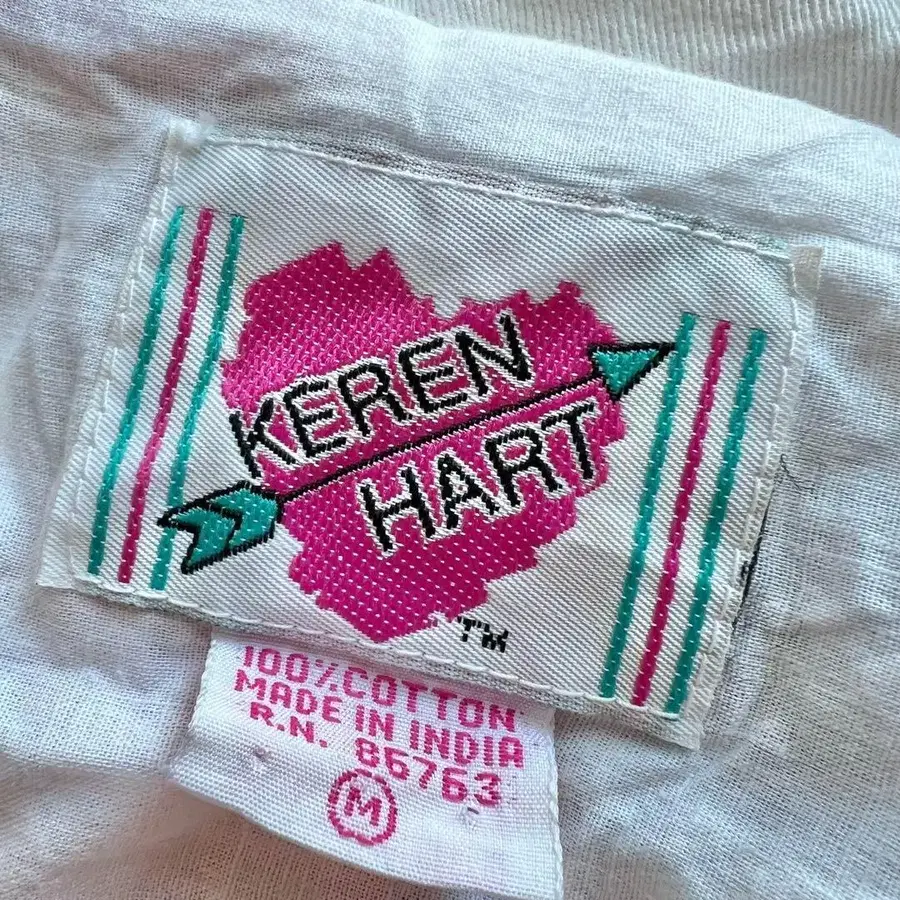 KEREN
HART
TM
100% COTTON
MADE IN INDIA
R.N. 86763
M